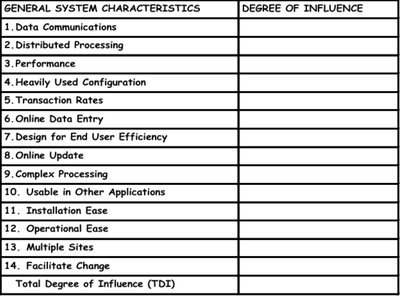 GENERAL SYSTEM CHARACTERISTICS DEGREE OF INFLUENCE
1.Data Communications
2.Distributed Processing
3.Performance
4.Heavily Used Configuration
5.Transaction Rates
6.Online Data Entry
7.Design for End User Efficiency
8.Online Update
9.Complex Processing
10. Usable in Other Applications
11. Installation Ease
12. Operational Ease
13. Multiple Sites
14. Facilitate Change
Total Degree of Influence (TDI)